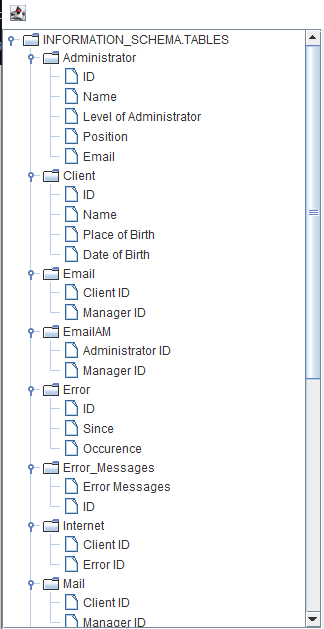 INFORMATION_SCHEMA.TABLES
Administrator
ID
Name
Level of Administrator
Position
Email
Client
ID
Name
Place of Birth
Date of Birth
Email
Client ID
Manager ID
EmailAM
Administrator ID
Manager ID
Error
ID
Since
Occurence
Error_Messages
Error Messages
ID
Internet
Client ID
Error ID
Mail
Client ID
Manager ID